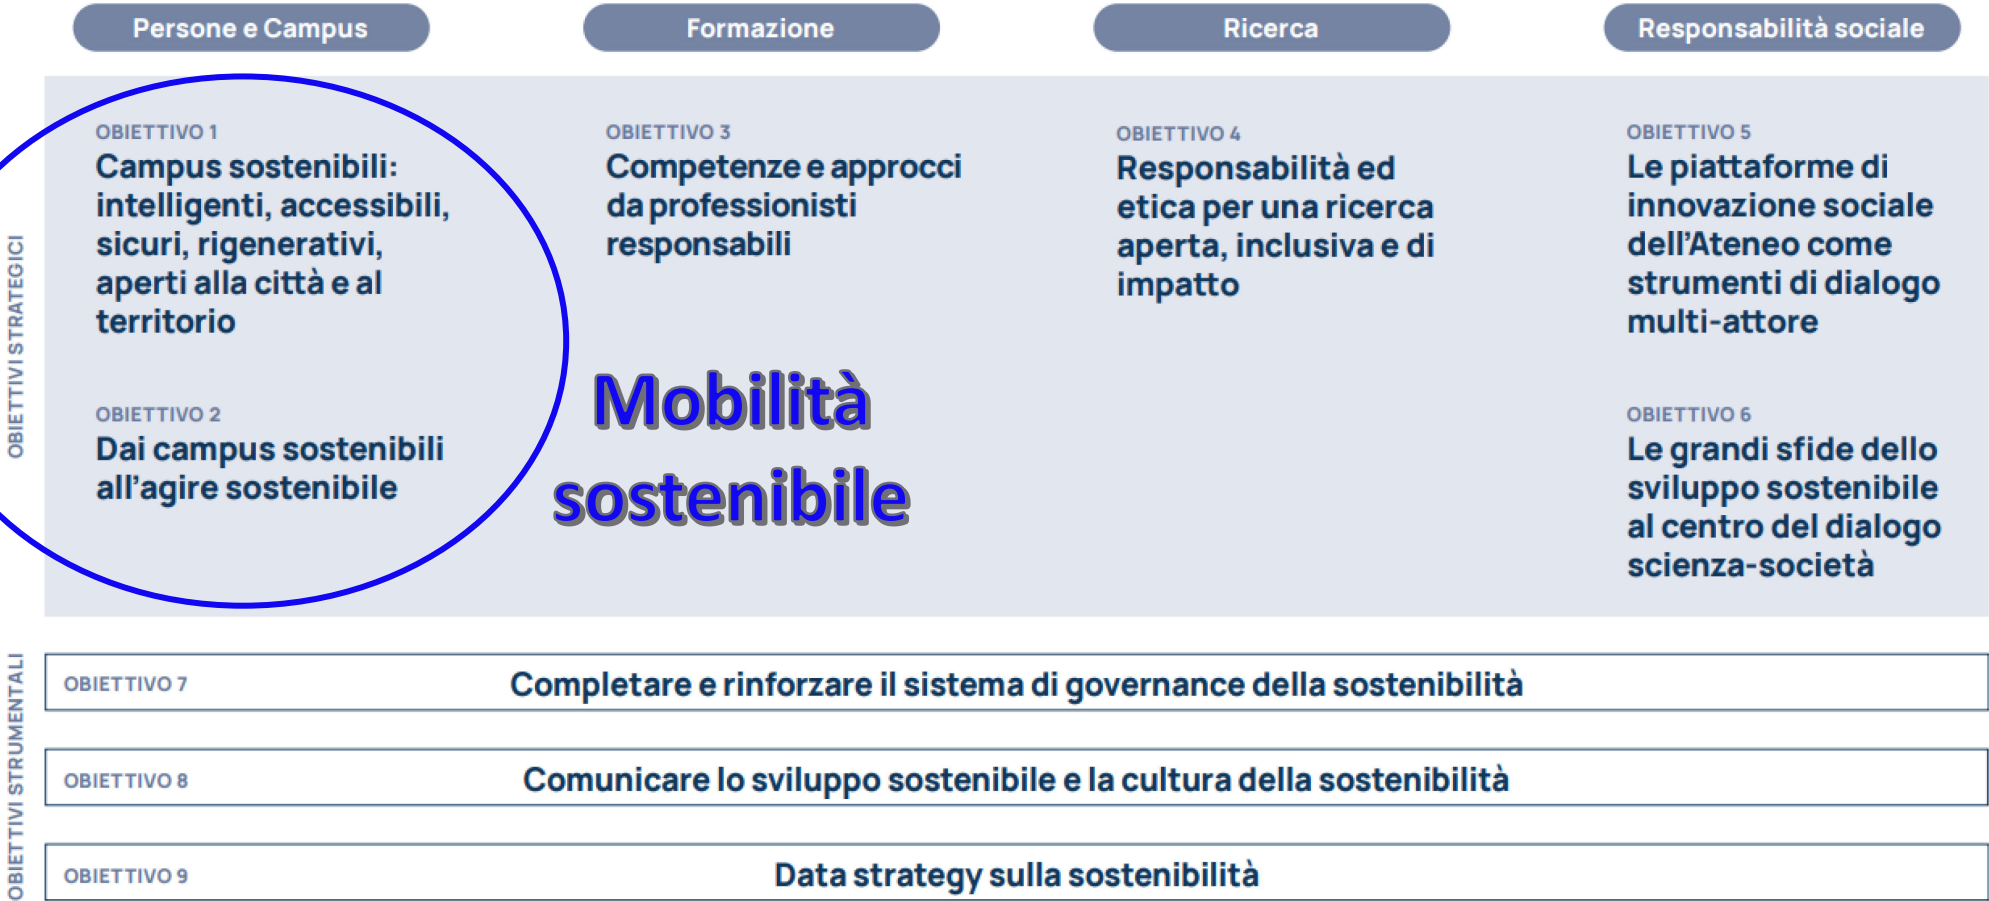 Persone e Campus
Formazione
Ricerca
Responsabilità sociale
OBIETTIVI STRATEGICI
OBIETTIVO 1
Campus sostenibili:
intelligenti, accessibili,
sicuri, rigenerativi,
aperti alla città e al
territorio
OBIETTIVO 2
Dai campus sostenibili
all’agire sostenibile
OBIETTIVO 3
Competenze e approcci
da professionisti
responsabili
Mobilità
sostenibile
OBIETTIVO 4
Responsabilità ed
etica per una ricerca
aperta, inclusiva e di
impatto
OBIETTIVO 5
Le piattaforme di
innovazione sociale
dell’Ateneo come
strumenti di dialogo
multi-attore
OBIETTIVO 6
Le grandi sfide dello
sviluppo sostenibile
al centro del dialogo
scienza-società
OBIETTIVI STRUMENTALI
OBIETTIVO 7
Completare e rinforzare il sistema di governance della sostenibilità
OBIETTIVO 8
Comunicare lo sviluppo sostenibile e la cultura della sostenibilità
OBIETTIVO 9
Data strategy sulla sostenibilità